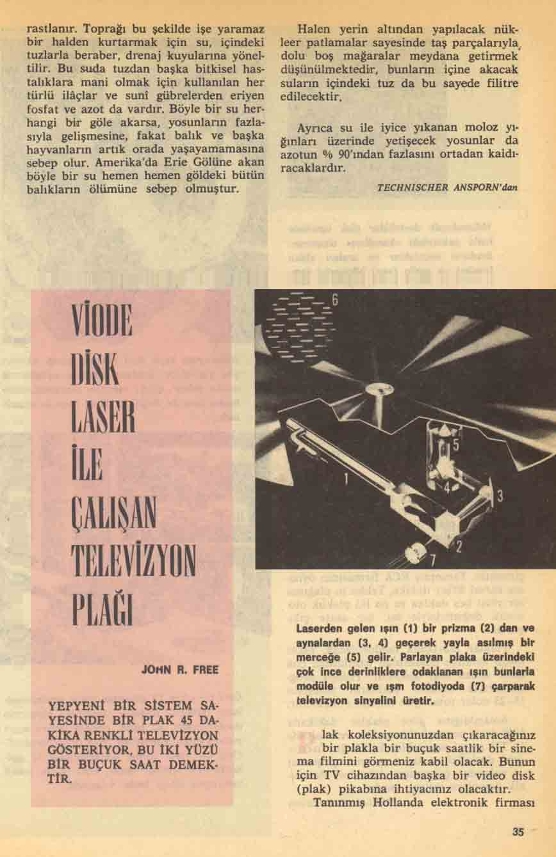 rastlanır. Toprağı bu şekilde işe yaramaz
bir halden kurtarmak için su, içindeki
tuzlarla beraber, drenaj kuyularına yönel-
tilir. Bu suda tuzdan başka bitkisel has-
talıklara mani olmak için kullanılan her
türlü ilâçlar ve sunî gübrelerden eriyen
fosfat ve azot da vardır. Böyle bir su her-
hangi bir göle akarsa, yosunların fazla-
sıyla gelişmesine, fakat balık ve başka
hayvanların artık orada yaşayamamasına
sebep olur. Amerika'da Erie Gölüne akan
böyle bir su hemen hemen göldeki bütün
balıkların ölümüne sebep olmuştur.
Halen yerin altından yapılacak nük-
leer patlamalar sayesinde taş parçalarıyla
dolu boş mağaralar meydana getirmek
düşünülmektedir, bunların içine akacak
suların içindeki tuz da bu sayede filitre
edilecektir.
Ayrıca su ile iyice yıkanan moloz yı-
ğınları üzerinde yetişecek yosunlar da
azotun % 90'ından fazlasını ortadan kaldı-
racaklardır.
TECHNISCHER ANSPORN'dan
VİODE
DİSK
LASER
İLE
ÇALIŞAN
TELEVİZYON
PLAĞI
JOHN R. FREE
YEPYENİ BİR SİSTEM SA-
YESİNDE BİR PLAK 45 DA-
KİKA RENKLİ TELEVİZYON
GÖSTERİYOR, BU İKİ YÜZÜ
BİR BUÇUK SAAT DEMEK-
TİR.
6
5
1
4
3
2
7
Laserden gelen ışın (1) bir prizma (2) dan ve
aynalardan (3, 4) geçerek yayla asılmış bir
merceğe (5) gelir. Parlayan plaka üzerindeki
çok ince derinliklere odaklanan ışın bunlarla
modüle olur ve ışm fotodiyoda (7) çarparak
televizyon sinyalini üretir.
Plak koleksiyonunuzdan çıkaracağınız
bir plakla bir buçuk saatlik bir sine-
ma filmini görmeniz kabil olacak. Bunun
için TV cihazından başka bir video disk
(plak) pikabına ihtiyacınız olacaktır.
Tanınmış Hollanda elektronik firması
35